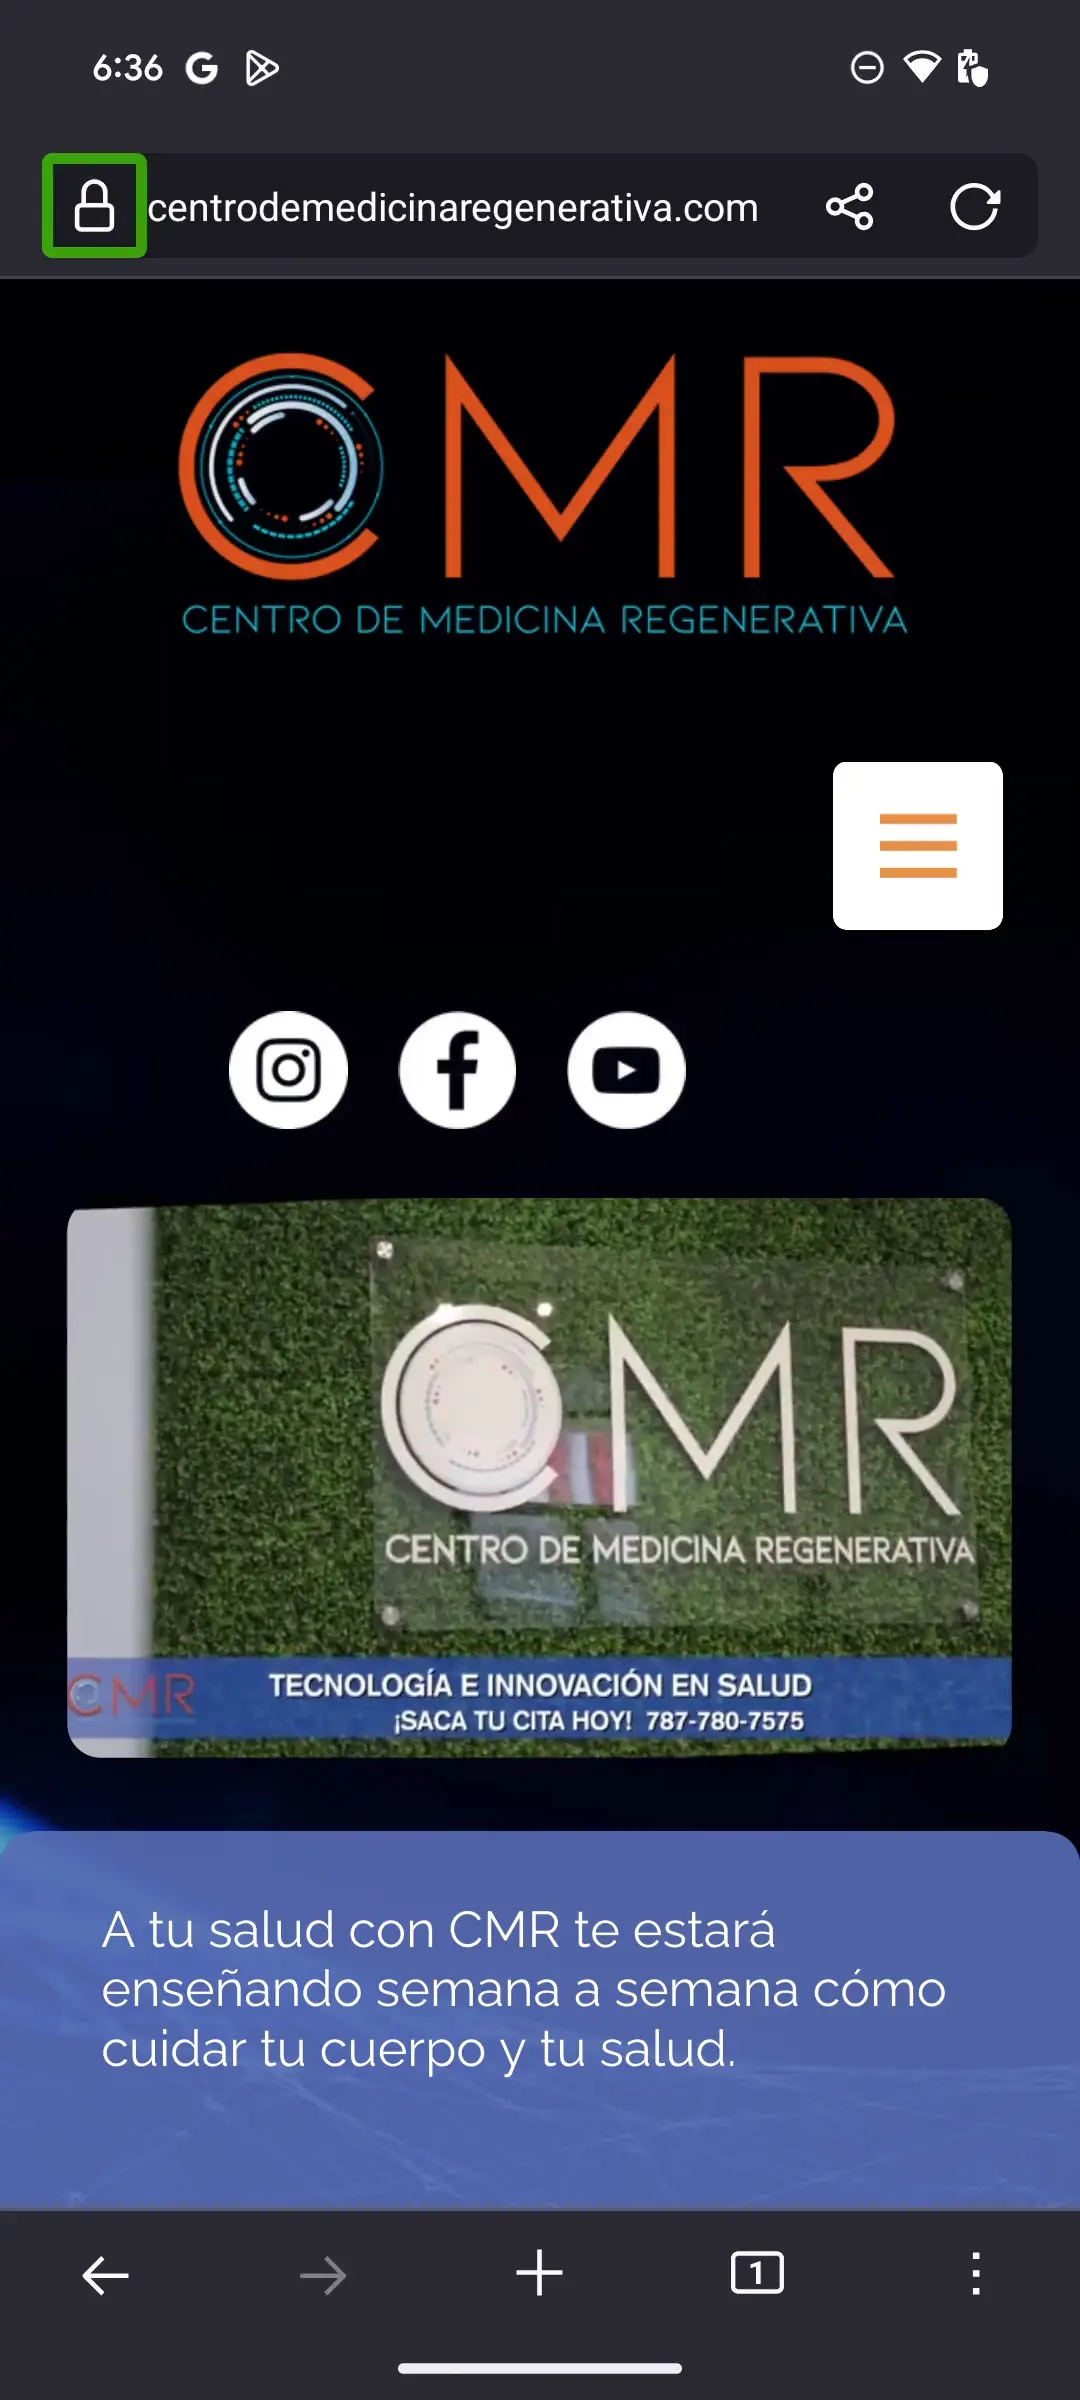 6:36
centrodemedicinaregenerativa.com
CMR
CENTRO DE MEDICINA REGENERATIVA
CMR
CENTRO DE MEDICINA REGENERATIVA
CMR
TECNOLOGÍA E INNOVACIÓN EN SALUD
¡SACA TU CITA HOY! 787-780-7575
A tu salud con CMR te estará
enseñando semana a semana cómo
cuidar tu cuerpo y tu salud.
1